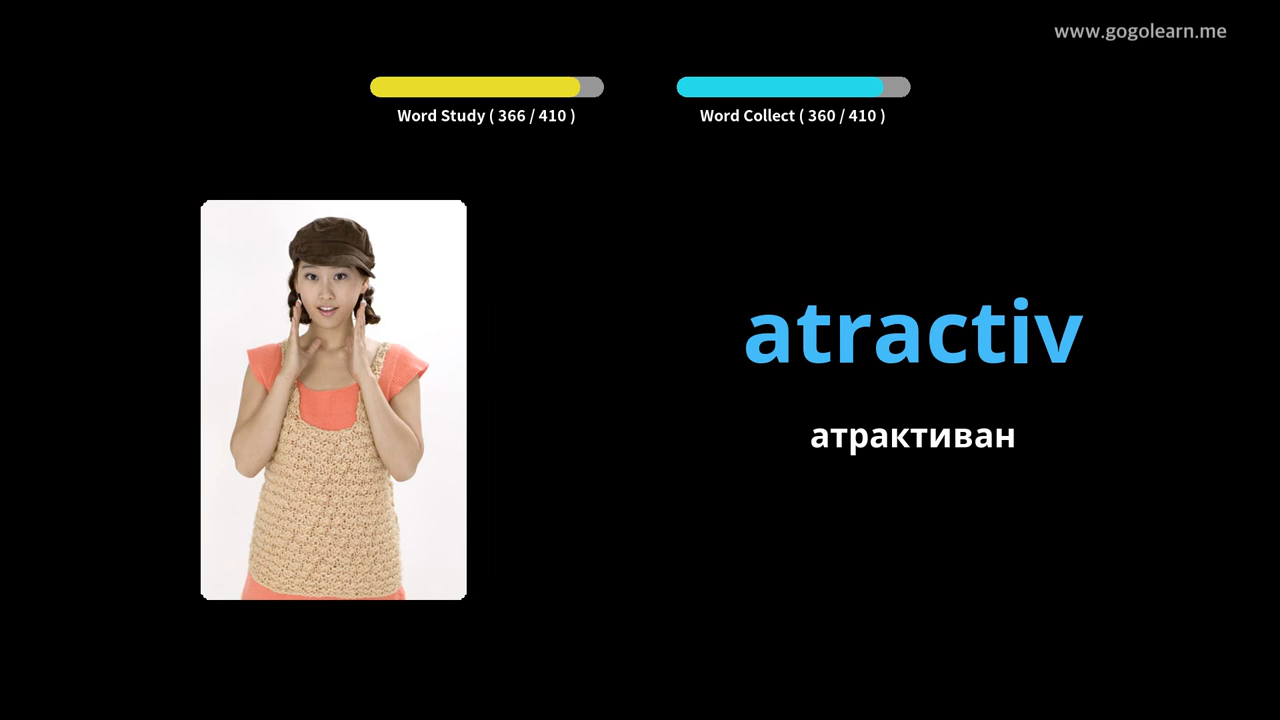 www.gogolearn.me
Word Study ( 366 / 410 )
Word Collect ( 360 / 410 )
atractiv
атрактиван